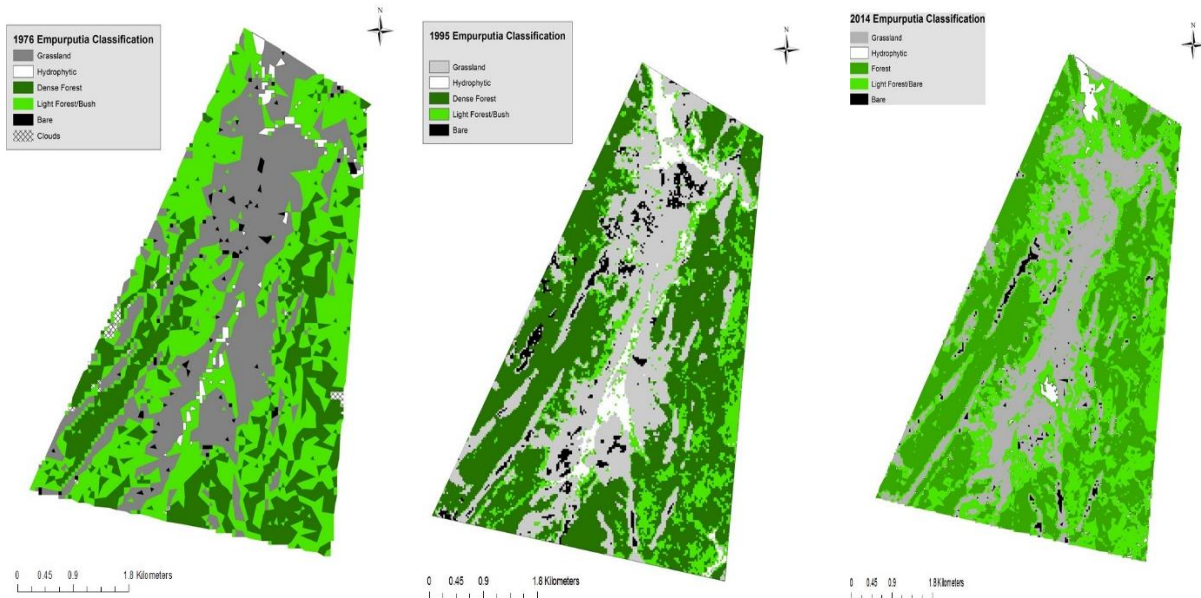 1976 Empurputia Classification
Grassland
Hydrophytic
Dense Forest
Light Forest/Bush
Bare
Clouds
N
0 0.45 0.9 1.8 Kilometers
1995 Empurputia Classification
Grassland
Hydrophytic
Dense Forest
Light Forest/Bush
Bare
N
0 0.45 0.9 1.8 Kilometers
2014 Empurputia Classification
Grassland
Hydrophytic
Forest
Light Forest/Bare
Bare
N
0 0.45 0.9 1.8 Kilometers